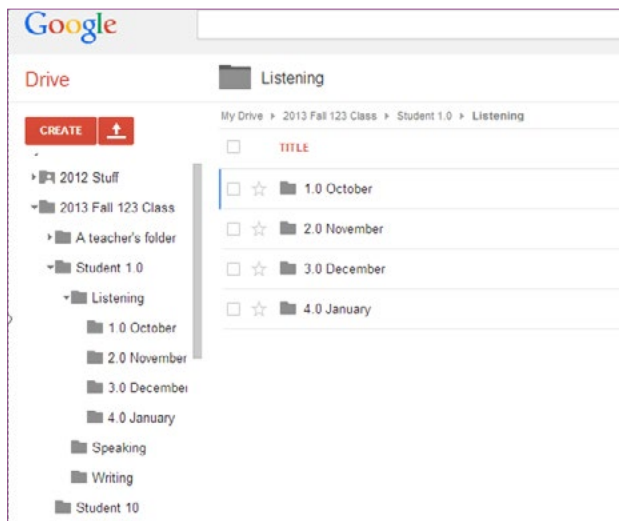 Google
Drive
CREATE
2012 Stuff
2013 Fall 123 Class
A teacher's folder
Student 1.0
Listening
1 0 October
2.0 November
3.0 December
4.0 January
Speaking
Writing
Student 10
Listening
My Drive ▸ 2013 Fall 123 Class ▸ Student 1.0 ▸ Listening
TITLE
1.0 October
2.0 November
3.0 December
4.0 January